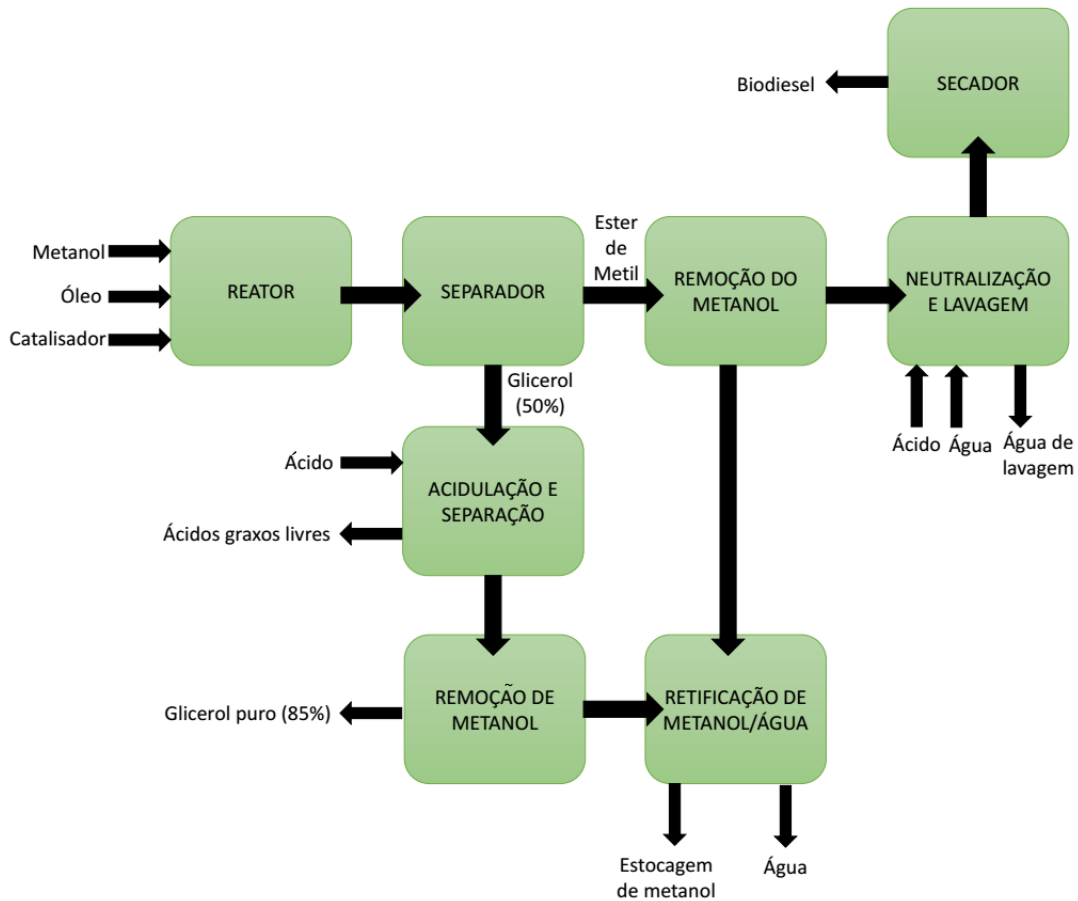 SECADOR
Biodiesel
Ester
de
Metil
Metanol
Óleo
Catalisador
REATOR
SEPARADOR
REMOÇÃO DO
METANOL
NEUTRALIZAÇÃO
E LAVAGEM
Glicerol
(50%)
Ácido
Água
Água de
lavagem
Ácido
Ácidos graxos livres
ACIDULAÇÃO E
SEPARAÇÃO
Glicerol puro (85%)
REMOÇÃO DE
METANOL
RETIFICAÇÃO DE
METANOL/ÁGUA
Estocagem
de metanol
Água